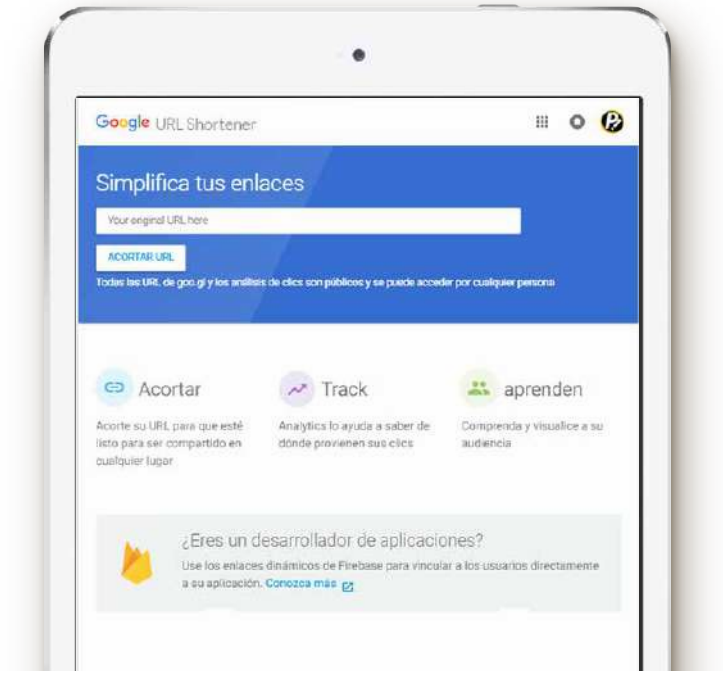 Google URL Shortener
Simplifica tus enlaces
Your original URL here
ACORTAR URL
Todas las URL de goo.gl y los análisis de clics son públicos y se puede acceder por cualquier persona
Acortar
Acorte su URL para que esté
listo para ser compartido en
cualquier lugar
Track
Analytics lo ayuda a saber de
dónde provienen sus clics
aprenden
Comprenda y visualice a su
audiencia
¿Eres un desarrollador de aplicaciones?
Use los enlaces dinámicos de Firebase para vincular a los usuarios directamente
a su aplicación. Conozca más